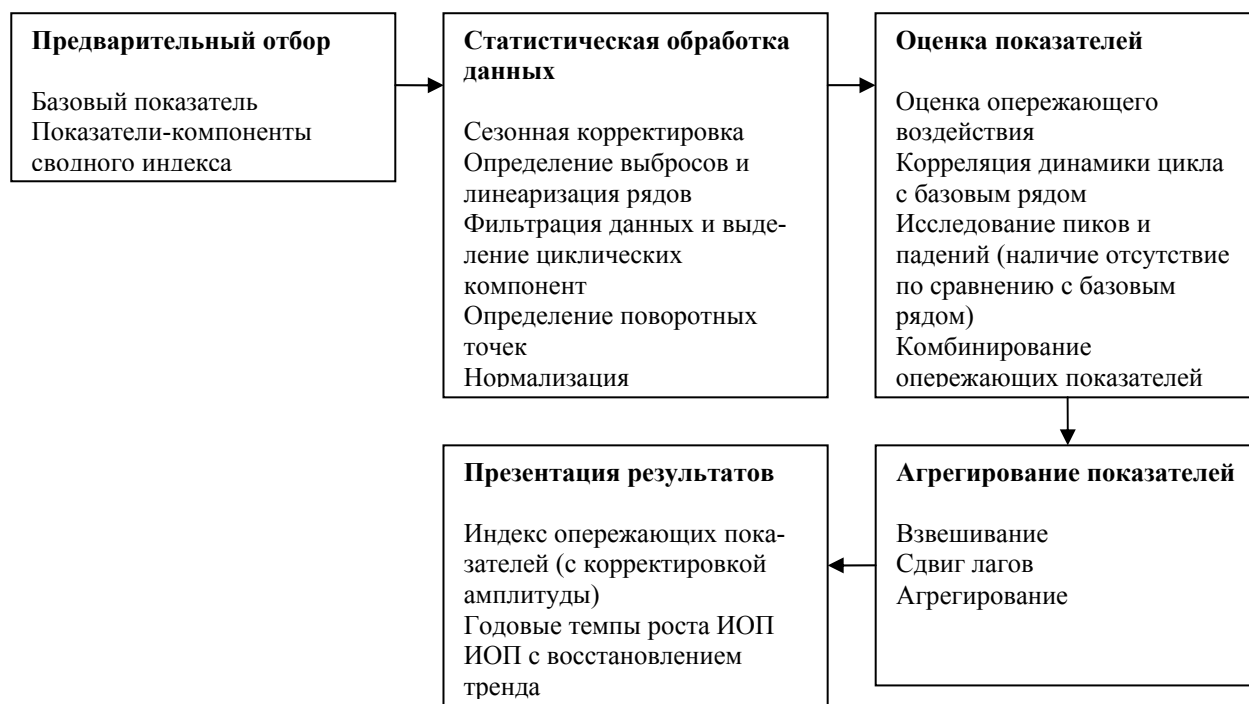 Предварительный отбор
Базовый показатель
Показатели-компоненты
сводного индекса
Статистическая обработка
данных
Сезонная корректировка
Определение выбросов и
линеаризация рядов
Фильтрация данных и выде-
ление циклических
компонент
Определение поворотных
точек
Нормализация
Оценка показателей
Оценка опережающего
воздействия
Корреляция динамики цикла
с базовым рядом
Исследование пиков и
падений (наличие отсутствие
по сравнению с базовым
рядом)
Комбинирование
опережающих показателей
Агрегирование показателей
Взвешивание
Сдвиг лагов
Агрегирование
Презентация результатов
Индекс опережающих пока-
зателей (с корректировкой
амплитуды)
Годовые темпы роста ИОП
ИОП с восстановлением
тренда